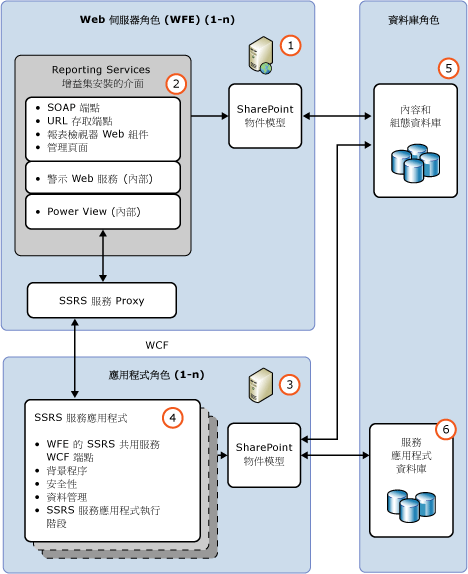 Web 伺服器角色 (WFE) (1-n)
1
Reporting Services
增益集安裝的介面
2
• SOAP 端點
• URL 存取端點
• 報表檢視器 Web 組件
• 管理頁面
• 警示 Web 服務 (內部)
• Power View (內部)
SharePoint
物件模型
SSRS 服務 Proxy
WCF
應用程式角色 (1-n)
3
SSRS 服務應用程式
4
• WFE 的 SSRS 共用服務
WCF 端點
• 背景程序
• 安全性
• 資料管理
• SSRS 服務應用程式執行
階段
SharePoint
物件模型
資料庫角色
5
內容和
組態資料庫
6
服務
應用程式
資料庫